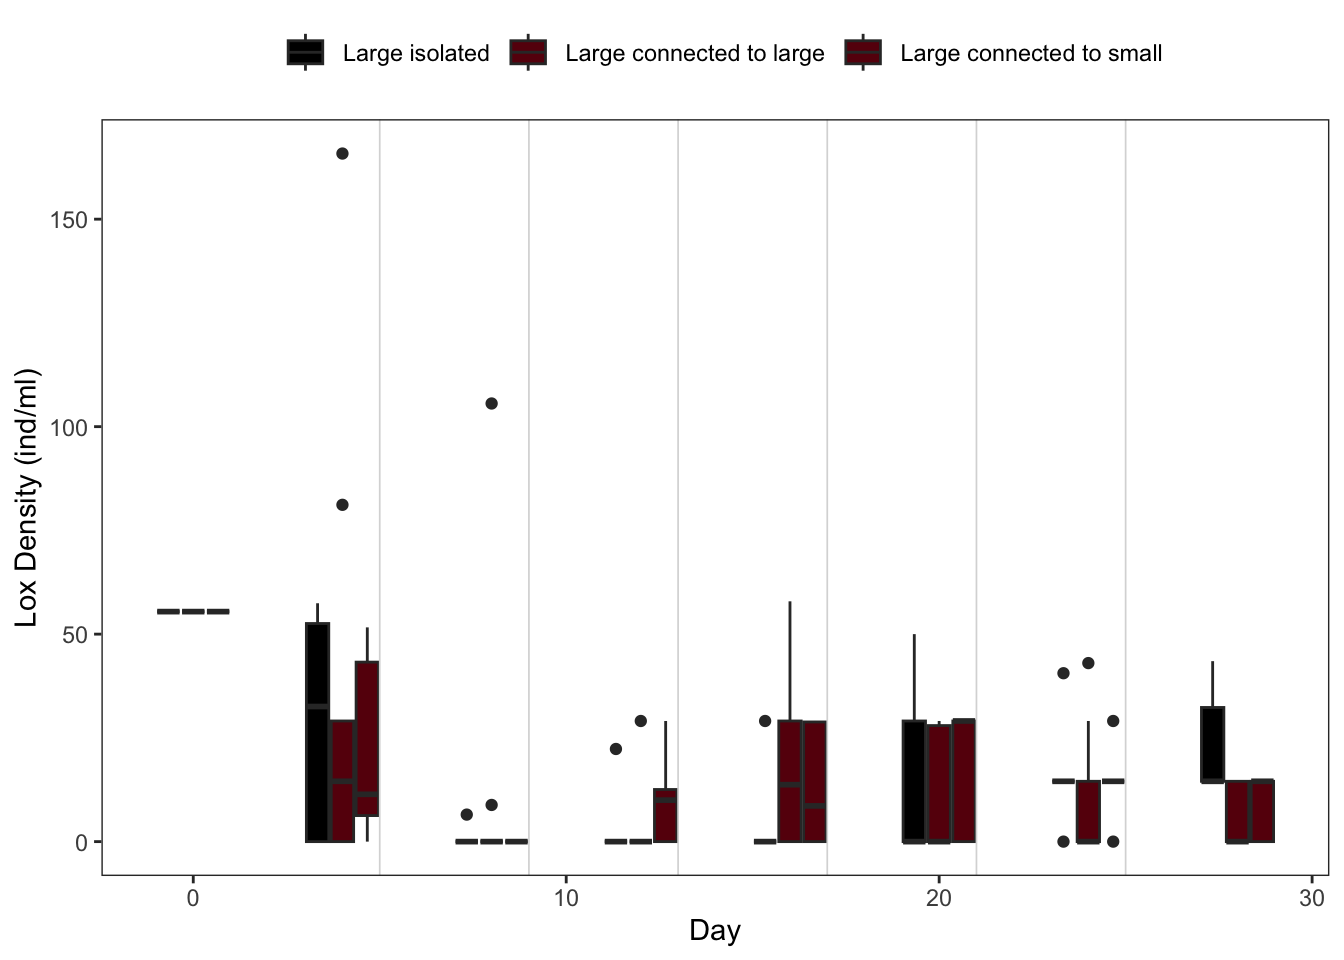 Large isolated Large connected to large Large connected to small
150
100
50
0
Lox Density (ind/ml)
0 10 20 30
Day